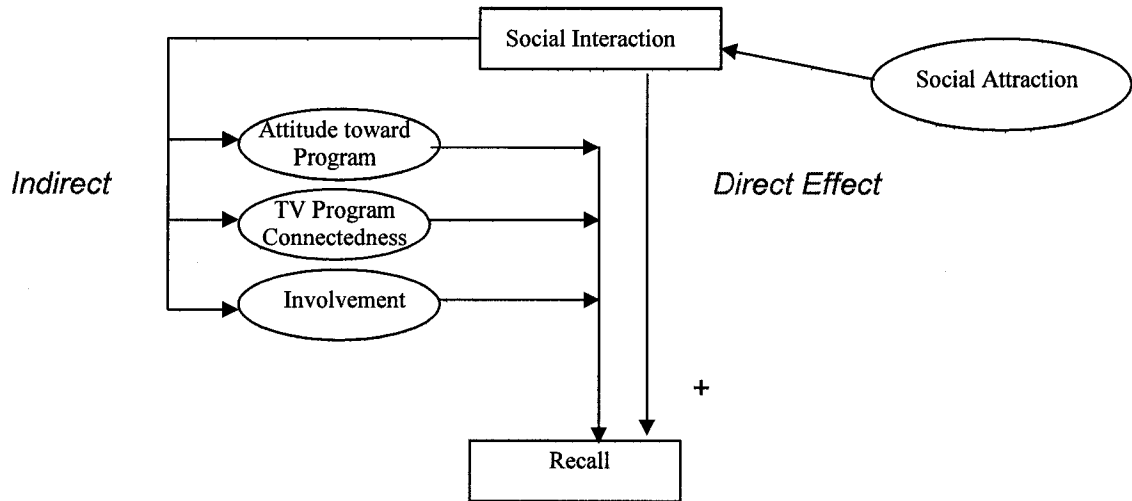 Social Interaction
Social Attraction
Attitude toward
Program
Indirect
Direct Effect
TV Program
Connectedness
Involvement
+
Recall